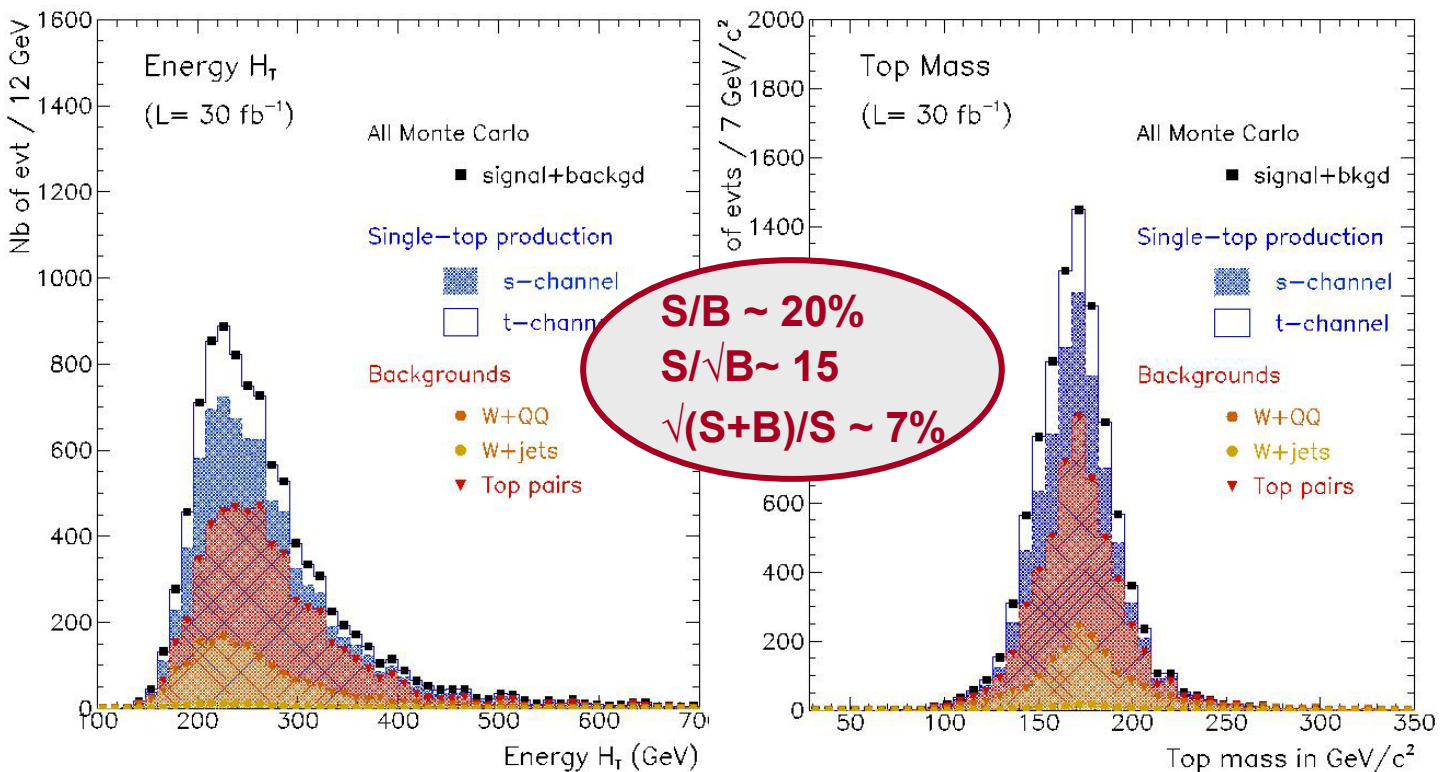 Nb of evt / 12 GeV
1600
1400
1200
1000
800
600
400
200
0
Energy H_T
(L= 30 fb⁻¹)
All Monte Carlo
signal+backgd
Single-top production
s-channel
t-channe
Backgrounds
W+QQ
W+jets
Top pairs
100
200
300
400
500
600
700
Energy H_T (GeV)
S/B ~ 20%
S/√B~ 15
√(S+B)/S ~ 7%
of evts / 7 GeV/c²
2000
1800
1600
1400
400
200
0
Top Mass
(L= 30 fb⁻¹)
All Monte Carlo
signal+bkgd
Single-top production
s-channel
t-channel
Backgrounds
W+QQ
W+jets
Top pairs
50
100
150
200
250
300
350
Top mass in GeV/c²